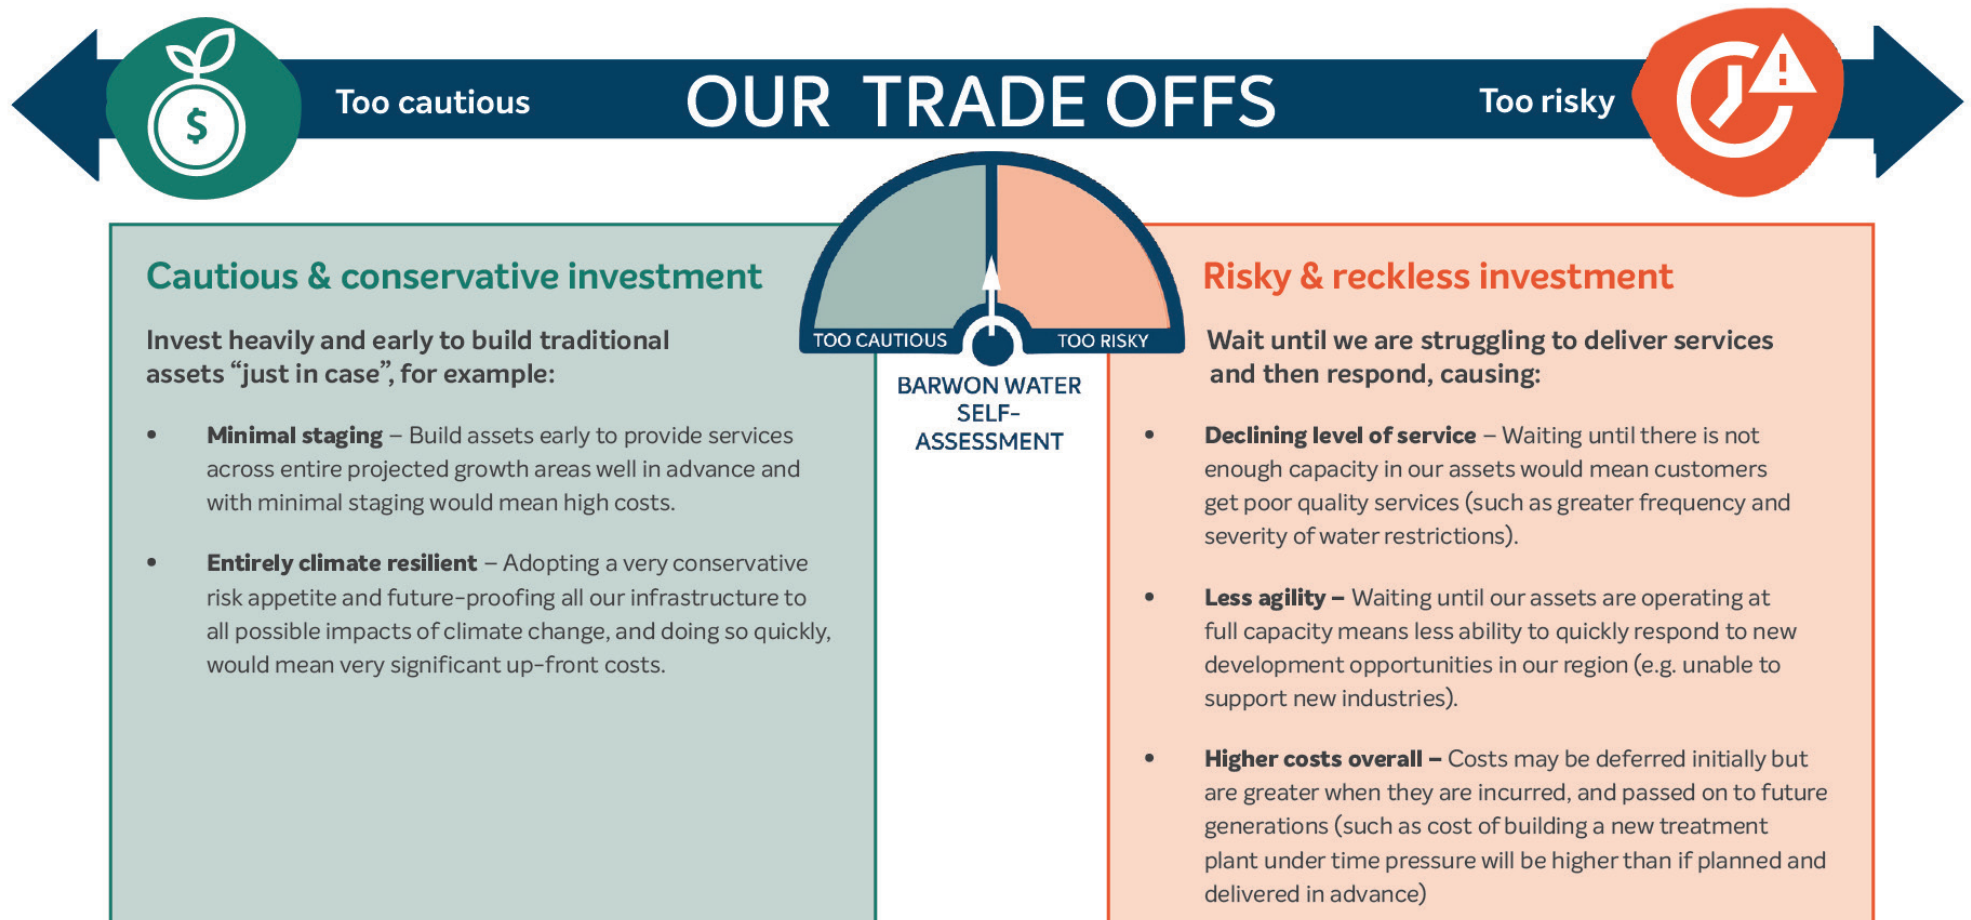 Too cautious
OUR TRADE OFFS
Too risky
$
TOO CAUTIOUS
TOO RISKY
BARWON WATER
SELF-
ASSESSMENT
Cautious & conservative investment
Invest heavily and early to build traditional
assets “just in case”, for example:
• Minimal staging – Build assets early to provide services
across entire projected growth areas well in advance and
with minimal staging would mean high costs.
• Entirely climate resilient – Adopting a very conservative
risk appetite and future-proofing all our infrastructure to
all possible impacts of climate change, and doing so quickly,
would mean very significant up-front costs.
Risky & reckless investment
Wait until we are struggling to deliver services
and then respond, causing:
• Declining level of service – Waiting until there is not
enough capacity in our assets would mean customers
get poor quality services (such as greater frequency and
severity of water restrictions).
• Less agility – Waiting until our assets are operating at
full capacity means less ability to quickly respond to new
development opportunities in our region (e.g. unable to
support new industries).
• Higher costs overall – Costs may be deferred initially but
are greater when they are incurred, and passed on to future
generations (such as cost of building a new treatment
plant under time pressure will be higher than if planned and
delivered in advance)